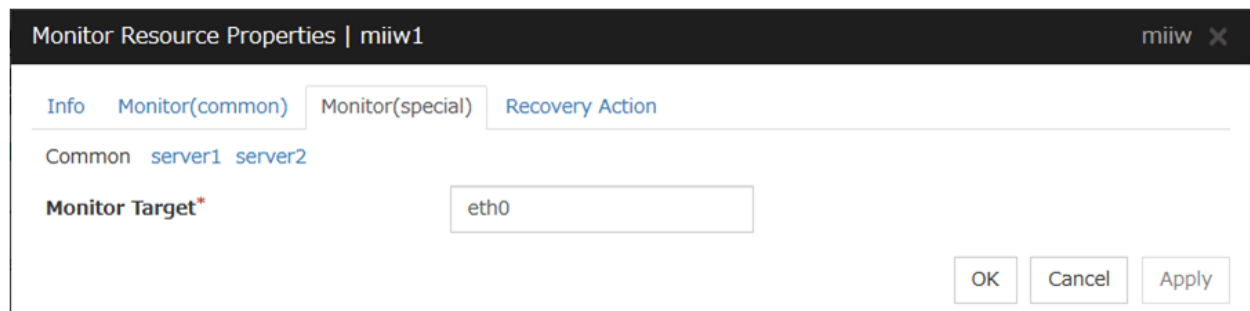 Monitor Resource Properties | miiw1 miiw ×
Info Monitor(common) Monitor(special) Recovery Action
Common server1 server2
Monitor Target* eth0
OK Cancel Apply